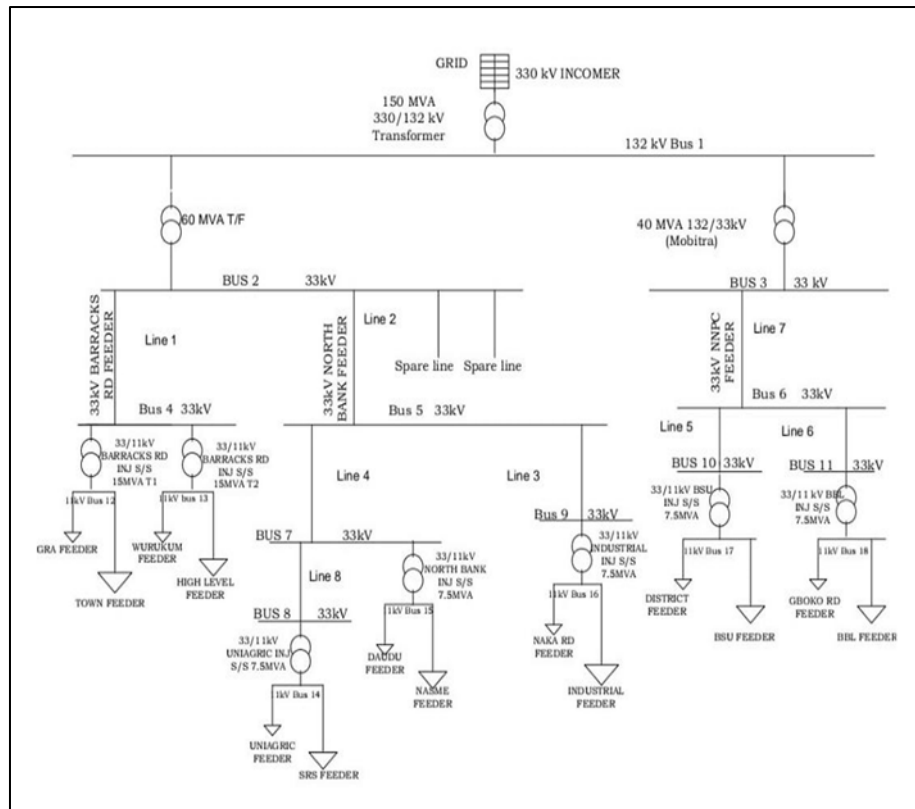 GRID
330 kV INCOMER
150 MVA
330/132 kV
Transformer
132 kV Bus 1
60 MVA T/F
40 MVA 132/33kV
(Mobitra)
BUS 2 33kV
BUS 3 33 kV
33kV BARRACKS
RD FEEDER
Line 1
33kV NORTH
BANK FEEDER
Line 2
Spare line
Spare line
33kV NNPC
FEEDER
Line 7
Bus 4 33kV
Bus 5 33kV
Bus 6 33kV
33/11kV
BARRACKS RD
INJ S/S
15MVA T1
33/11kV
BARRACKS RD
INJ S/S
15MVA T2
11kV Bus 12
11kV bus 13
GRA FEEDER
TOWN FEEDER
WURUKUM
FEEDER
HIGH LEVEL
FEEDER
Line 4
Line 3
Line 5
Line 6
BUS 10 33kV
BUS 11 33kV
33/11kV BSU
INJ S/S
7.5MVA
33/11 kV BBL
INJ S/S
7.5MVA
Bus 9 33kV
33/11kV
INDUSTRIAL
INJ S/S
7.5MVA
BUS 7 33kV
33/11kV
NORTH BANK
INJ S/S
7.5MVA
Line 8
11kV Bus 17
11kV Bus 18
DISTRICT
FEEDER
BSU FEEDER
GBOKO RD
FEEDER
BBL FEEDER
11kV Bus 16
NAKA RD
FEEDER
INDUSTRIAL
FEEDER
BUS 8 33kV
1kV Bus 15
DAUDU
FEEDER
NASME
FEEDER
33/11kV
UNIAGRIC INJ
S/S 7.5MVA
11kV Bus 14
UNIAGRIC
FEEDER
SRS FEEDER